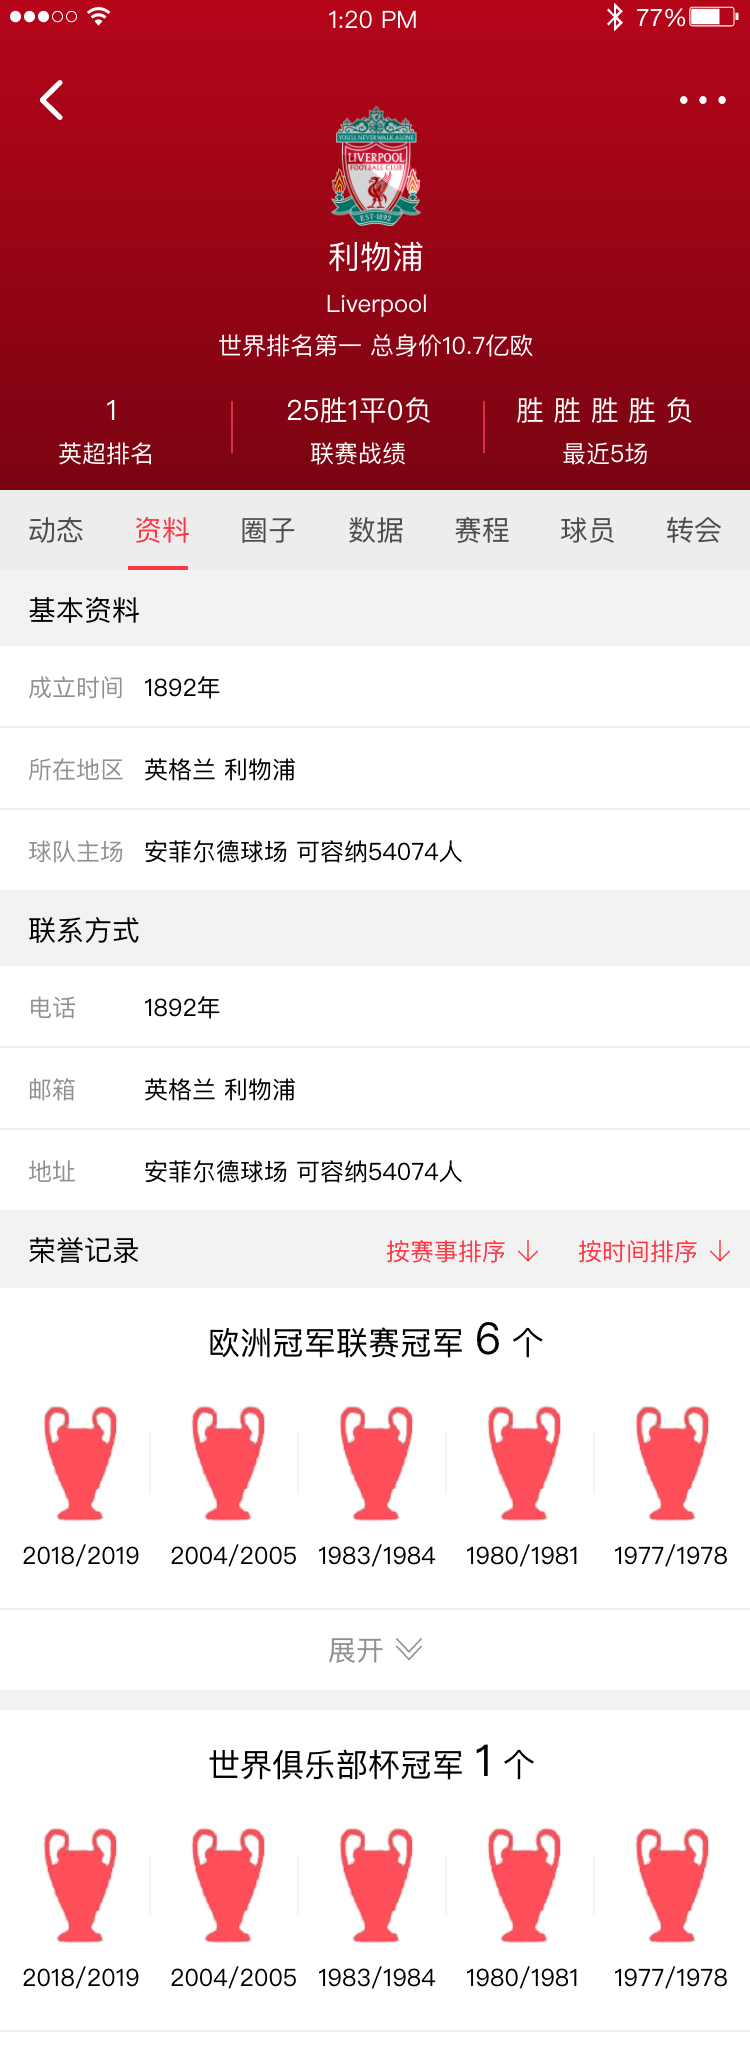 1:20 PM
77%
YOU'LL NEVER WALK ALONE
LIVERPOOL
FOOTBALL CLUB
EST·1892
利物浦
Liverpool
世界排名第一 总身价10.7亿欧
1 25胜1平0负 胜 胜 胜 胜 负
英超排名 联赛战绩 最近5场
动态 资料 圈子 数据 赛程 球员 转会
基本资料
成立时间 1892年
所在地区 英格兰 利物浦
球队主场 安菲尔德球场 可容纳54074人
联系方式
电话 1892年
邮箱 英格兰 利物浦
地址 安菲尔德球场 可容纳54074人
荣誉记录 按赛事排序 按时间排序
欧洲冠军联赛冠军 6 个
2018/2019 2004/2005 1983/1984 1980/1981 1977/1978
展开
世界俱乐部杯冠军 1 个
2018/2019 2004/2005 1983/1984 1980/1981 1977/1978